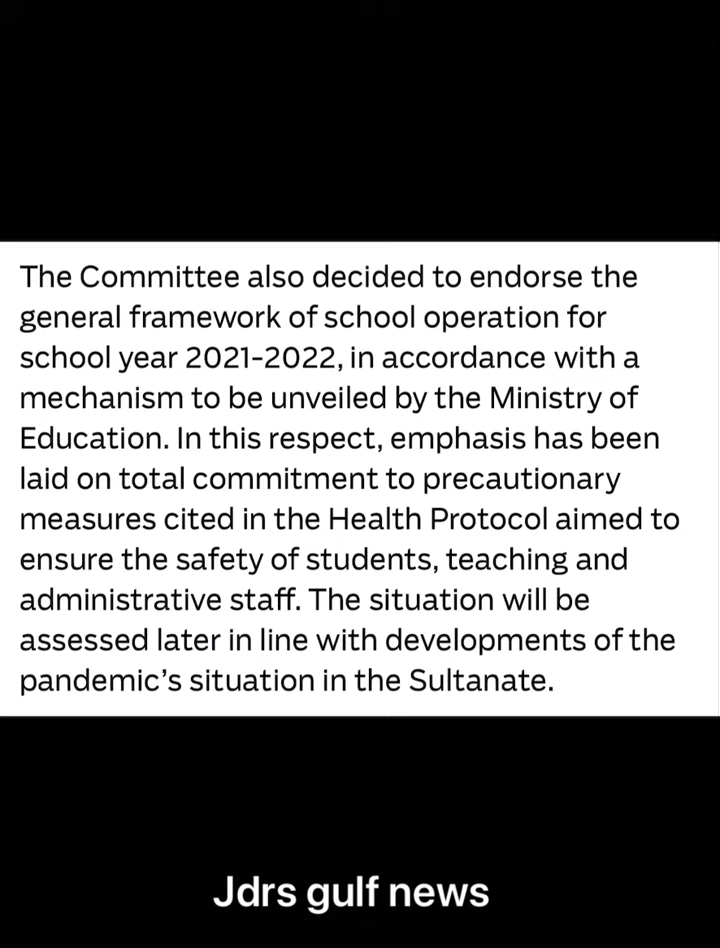 The Committee also decided to endorse the
general framework of school operation for
school year 2021-2022, in accordance with a
mechanism to be unveiled by the Ministry of
Education. In this respect, emphasis has been
laid on total commitment to precautionary
measures cited in the Health Protocol aimed to
ensure the safety of students, teaching and
administrative staff. The situation will be
assessed later in line with developments of the
pandemic’s situation in the Sultanate.
Jdrs gulf news